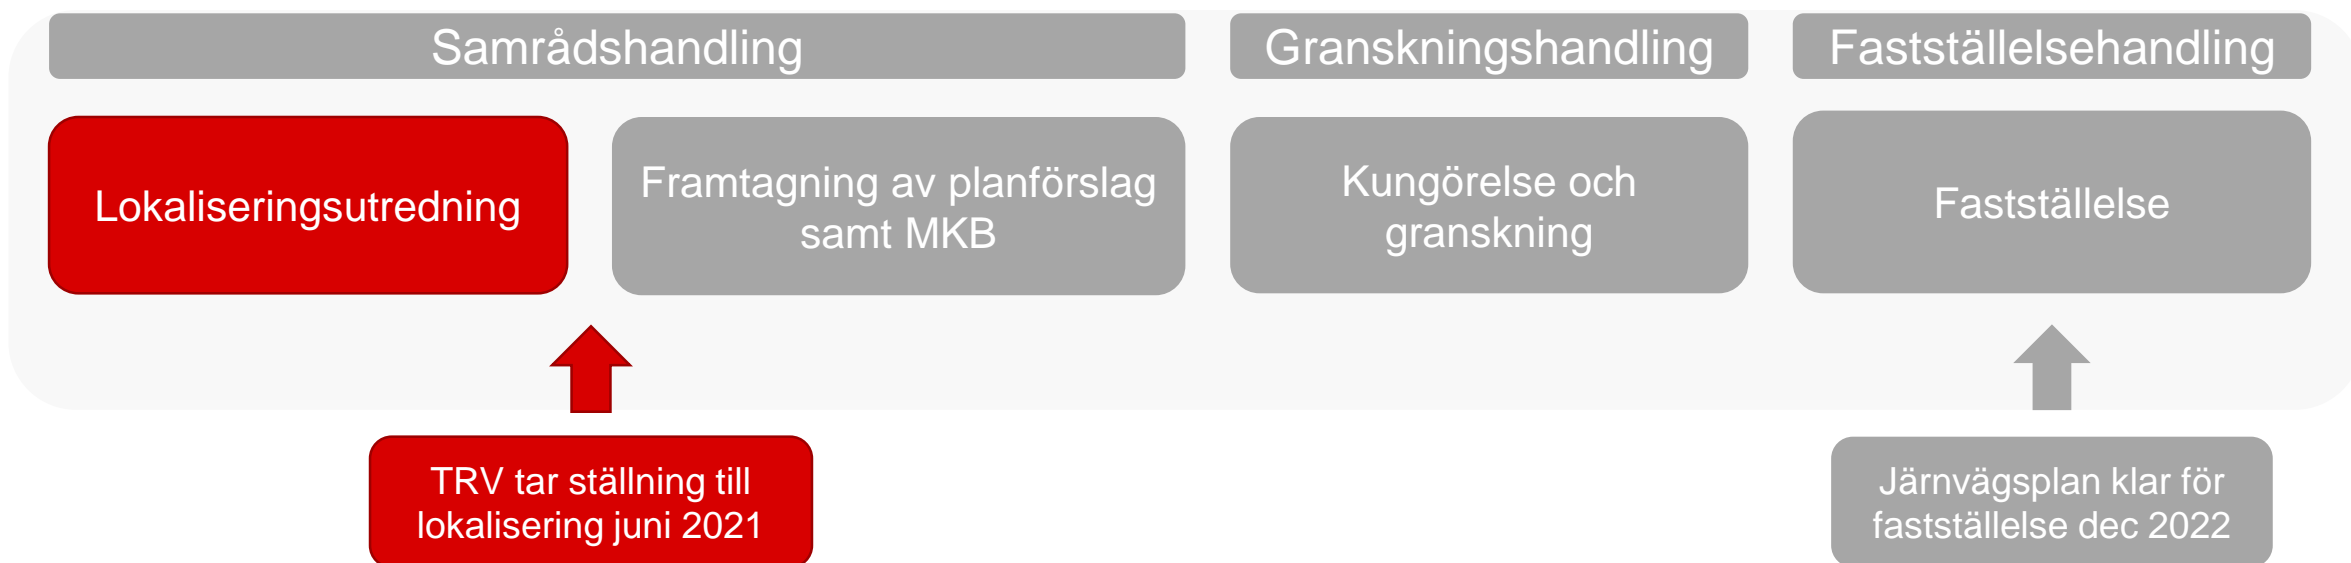 Samrådshandling
Granskningshandling
Fastställelsehandling
Lokaliseringsutredning
Framtagning av planförslag
samt MKB
Kungörelse och
granskning
Fastställelse
TRV tar ställning till
lokalisering juni 2021
Järnvägsplan klar för
fastställelse dec 2022